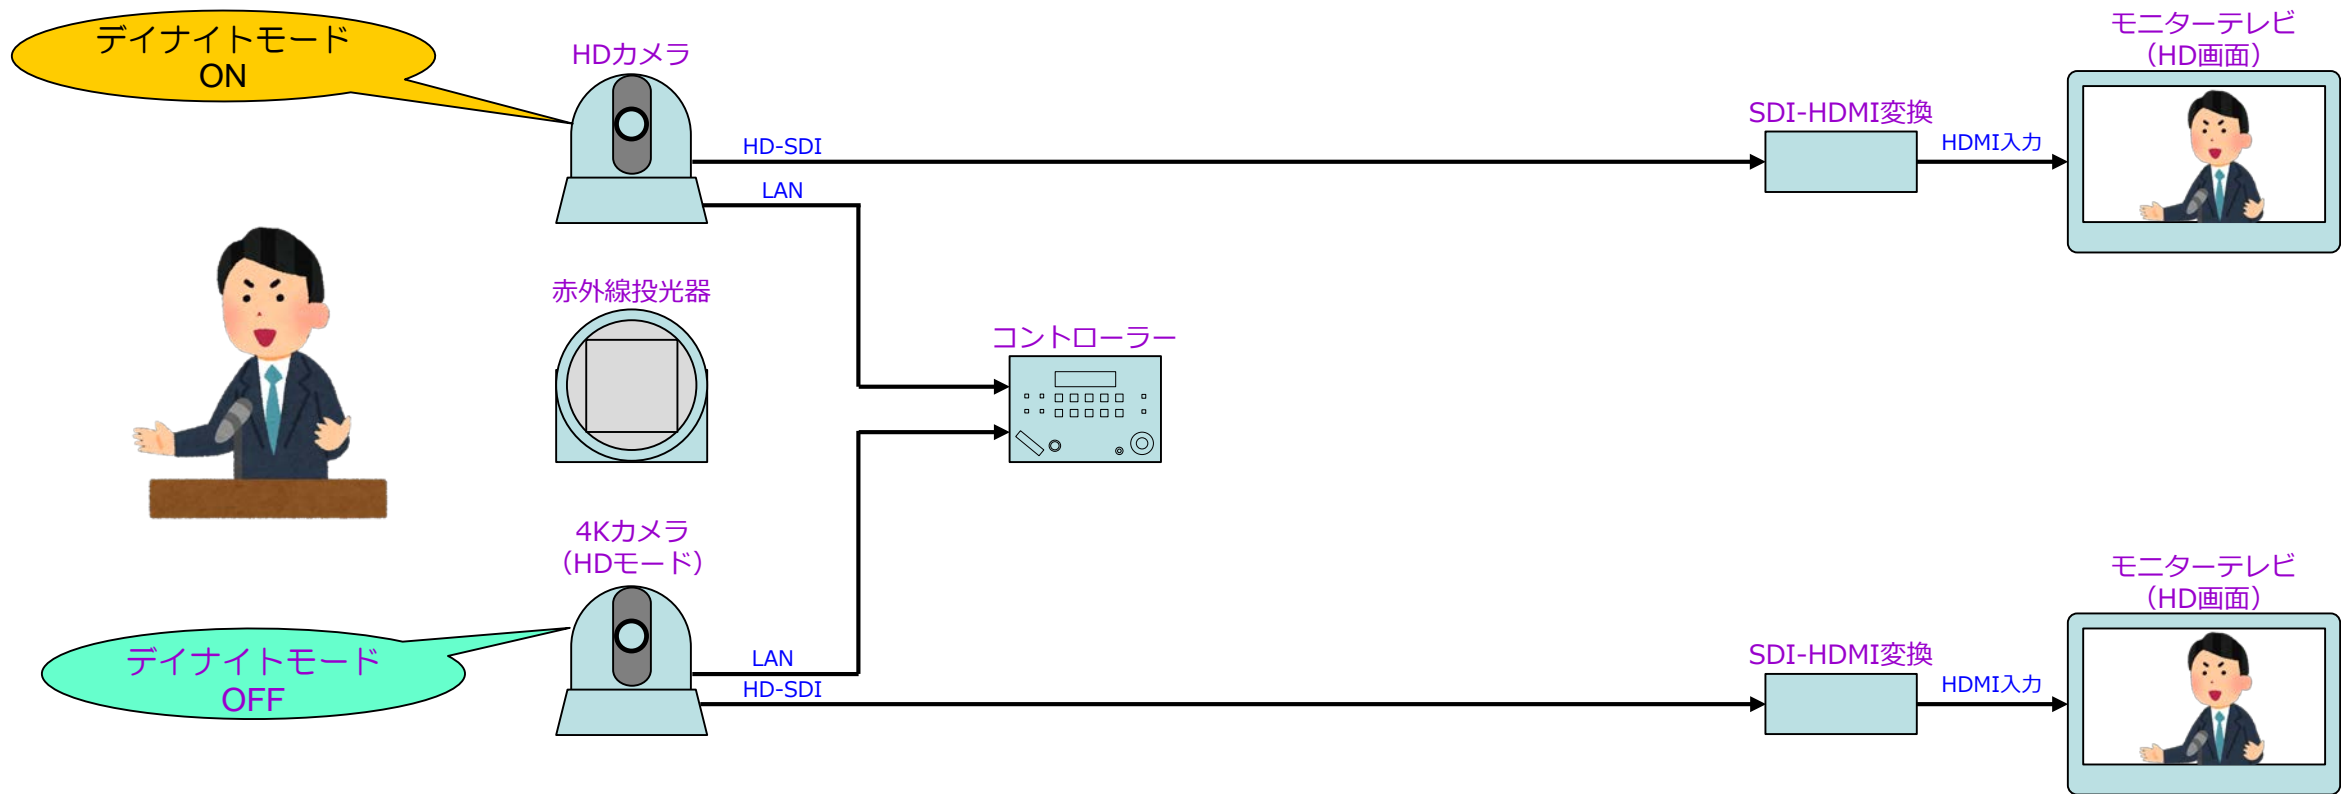 デイナイトモード
ON
HDカメラ
HD-SDI
LAN
SDI-HDMI変換
HDMI入力
モニターテレビ
（HD画面）
赤外線投光器
コントローラー
4Kカメラ
（HDモード）
デイナイトモード
OFF
LAN
HD-SDI
SDI-HDMI変換
HDMI入力
モニターテレビ
（HD画面）